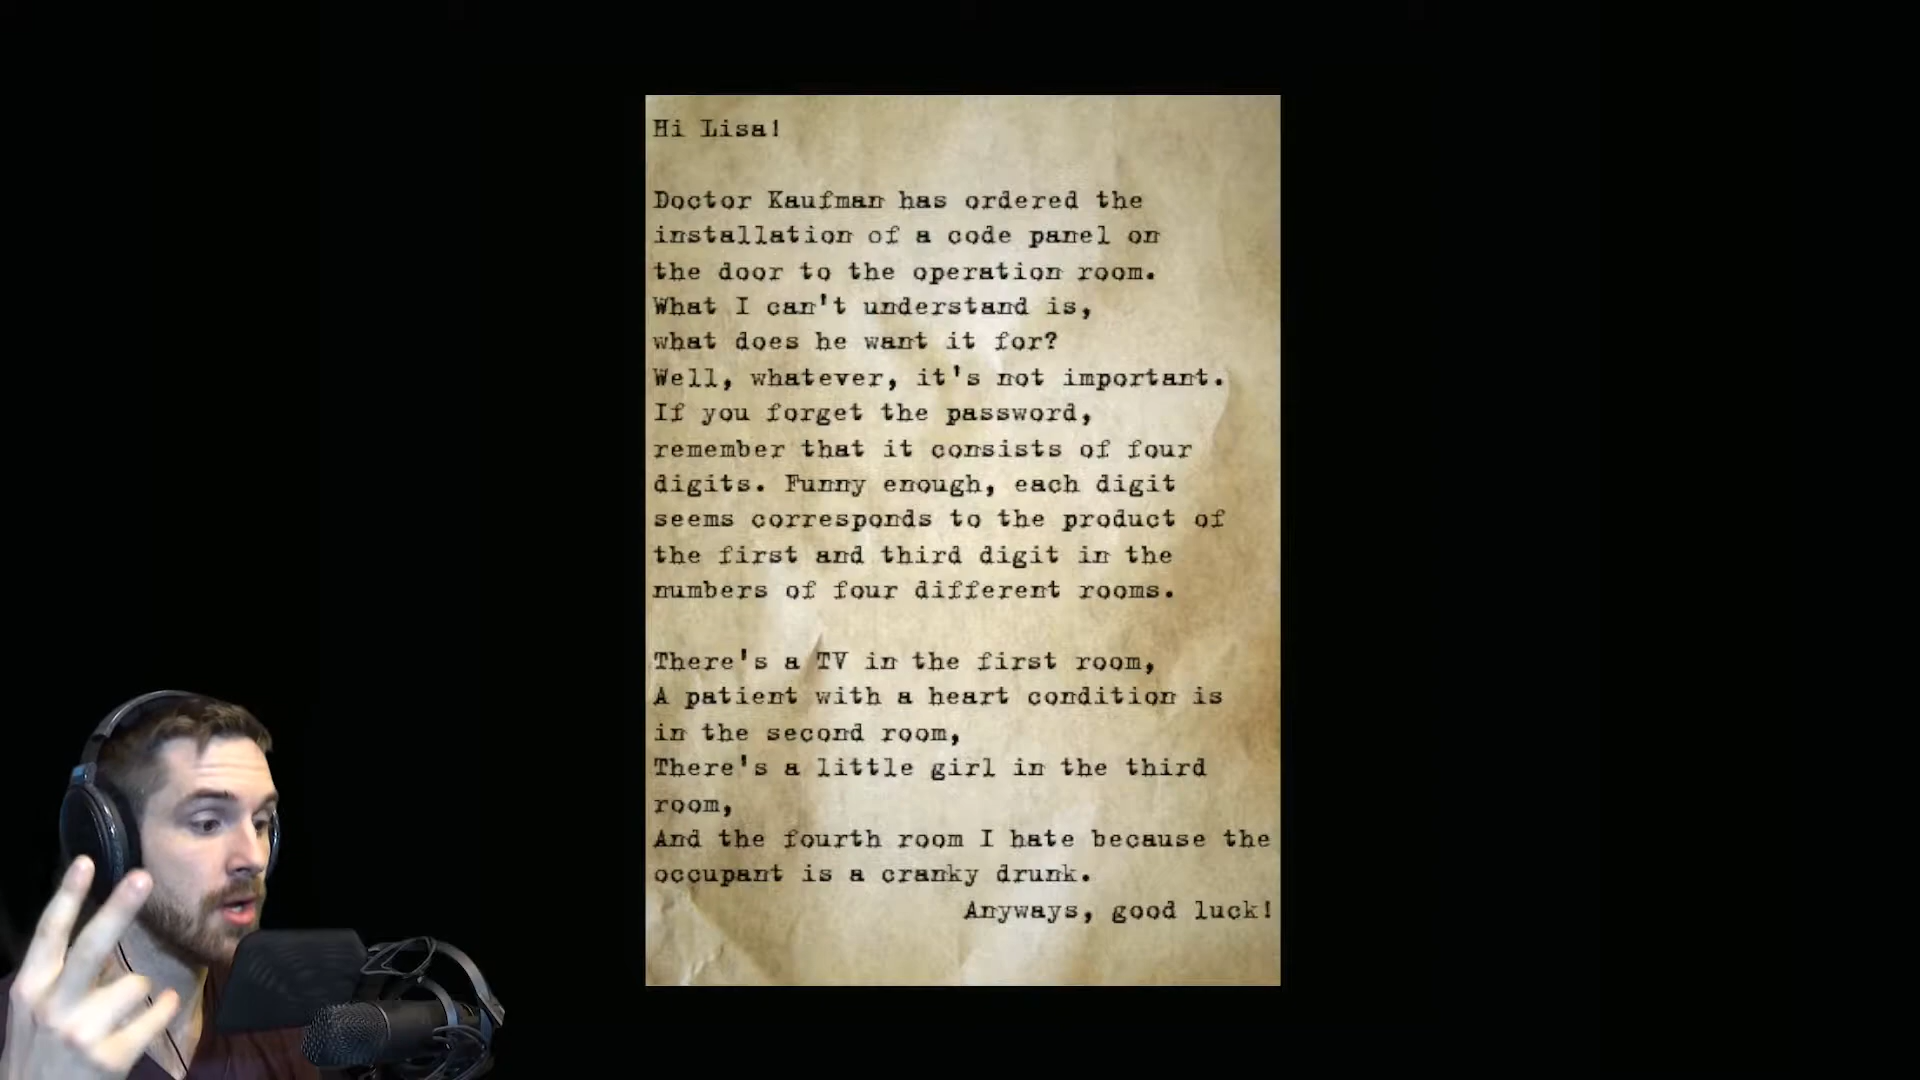 Hi Lisa!
Doctor Kaufman has ordered the
installation of a code panel on
the door to the operation room.
What I can't understand is,
what does he want it for?
Well, whatever, it's not important.
If you forget the password,
remember that it consists of four
digits. Funny enough, each digit
seems corresponds to the product of
the first and third digit in the
numbers of four different rooms.
There's a TV in the first room,
A patient with a heart condition is
in the second room,
There's a little girl in the third
room,
And the fourth room I hate because the
occupant is a cranky drunk.
Anyways, good luck!